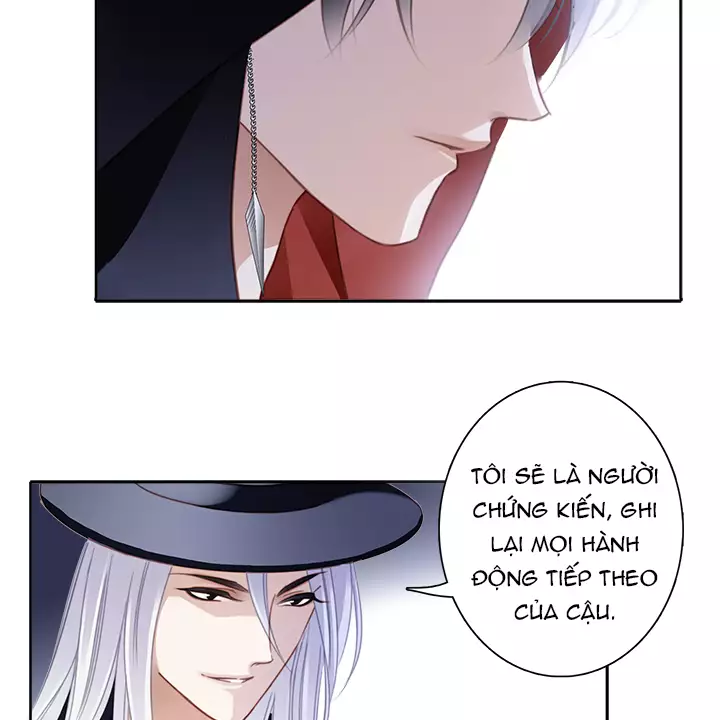 TÔI SẼ LÀ NGƯỜI
CHỨNG KIẾN, GHI
LẠI MỌI HÀNH
ĐỘNG TIẾP THEO
CỦA CẬU.